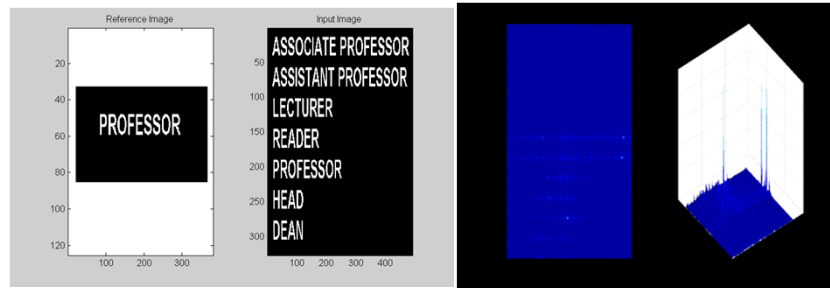 Reference Image
20
40
60
80
100
120
PROFESSOR
100 200 300
Input Image
50
100
150
200
250
300
ASSOCIATE PROFESSOR
ASSISTANT PROFESSOR
LECTURER
READER
PROFESSOR
HEAD
DEAN
100 200 300 400